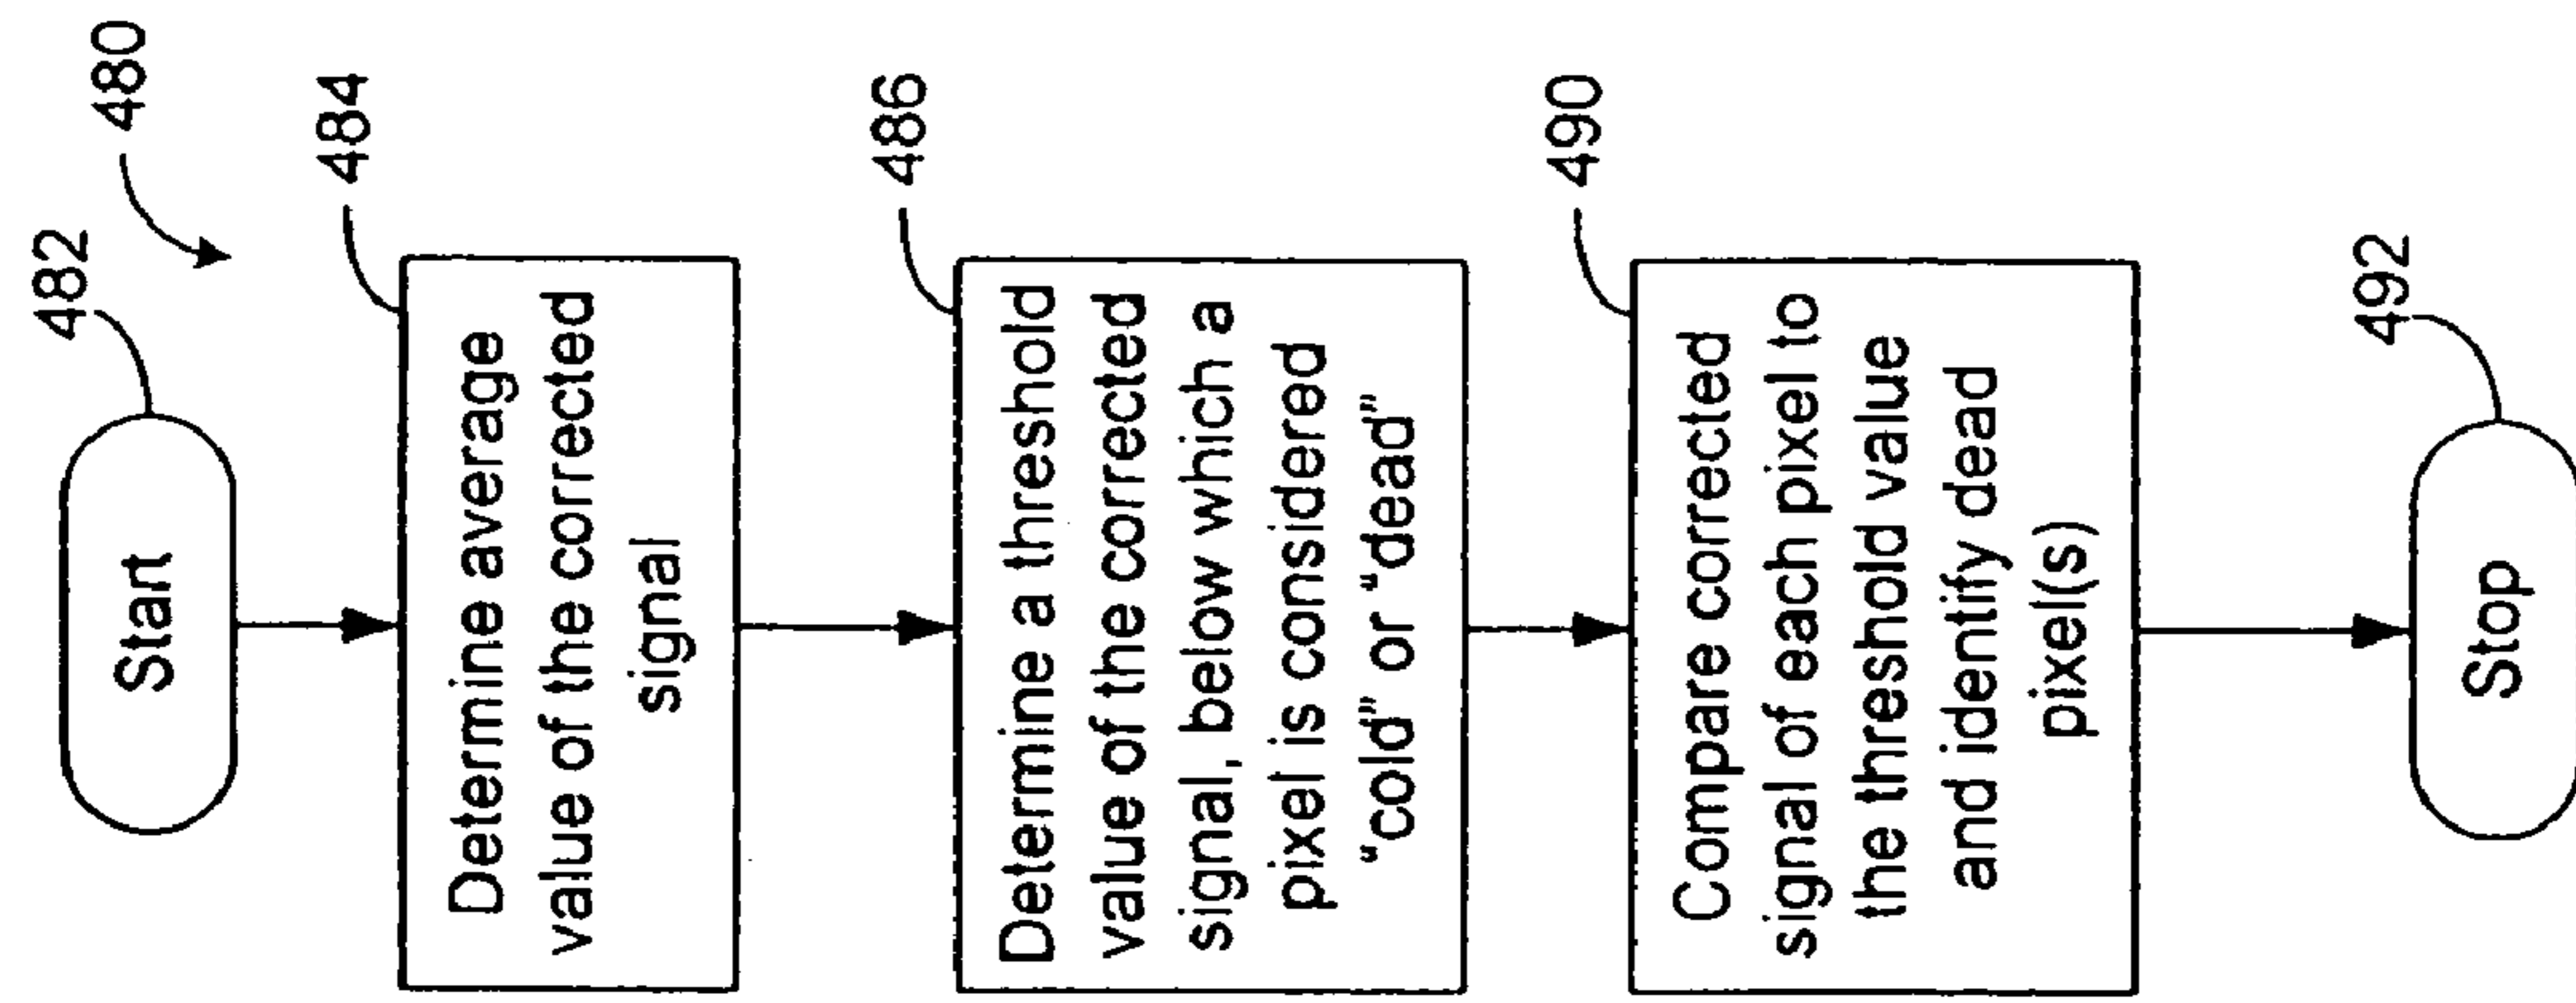 480
482
Start
484
Determine average
value of the corrected
signal
486
Determine a threshold
value of the corrected
signal, below which a
pixel is considered
“cold” or “dead”
490
Compare corrected
signal of each pixel to
the threshold value
and identify dead
pixel(s)
492
Stop